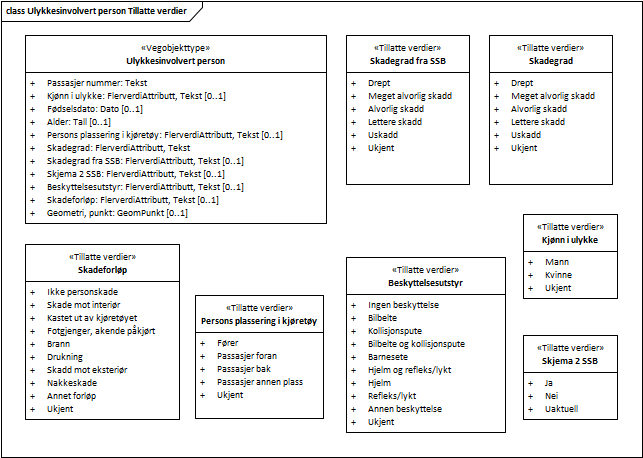 class Ulykkesinvolvert person Tillatte verdier
«Vegobjekttype»
Ulykkesinvolvert person
+ Passasjer nummer: Tekst
+ Kjønn i ulykke: FlerverdiAttributt, Tekst [0..1]
+ Fødselsdato: Dato [0..1]
+ Alder: Tall [0..1]
+ Persons plassering i kjøretøy: FlerverdiAttributt, Tekst [0..1]
+ Skadegrad: FlerverdiAttributt, Tekst
+ Skadegrad fra SSB: FlerverdiAttributt, Tekst [0..1]
+ Skjema 2 SSB: FlerverdiAttributt, Tekst [0..1]
+ Beskyttelsesutstyr: FlerverdiAttributt, Tekst [0..1]
+ Skadeforløp: FlerverdiAttributt, Tekst [0..1]
+ Geometri, punkt: GeomPunkt [0..1]
«Tillatte verdier»
Skadegrad fra SSB
+ Drept
+ Meget alvorlig skadd
+ Alvorlig skadd
+ Lettere skadd
+ Uskadd
+ Ukjent
«Tillatte verdier»
Skadegrad
+ Drept
+ Meget alvorlig skadd
+ Alvorlig skadd
+ Lettere skadd
+ Uskadd
+ Ukjent
«Tillatte verdier»
Skadeforløp
+ Ikke personskade
+ Skade mot interiør
+ Kastet ut av kjøretøyet
+ Fotgjenger, akende påkjørt
+ Brann
+ Drukning
+ Skadd mot eksteriør
+ Nakkeskade
+ Annet forløp
+ Ukjent
«Tillatte verdier»
Persons plassering i kjøretøy
+ Fører
+ Passasjer foran
+ Passasjer bak
+ Passasjer annen plass
+ Ukjent
«Tillatte verdier»
Beskyttelsesutstyr
+ Ingen beskyttelse
+ Bilbelte
+ Kollisjonspute
+ Bilbelte og kollisjonspute
+ Barnesete
+ Hjelm og refleks/lykt
+ Hjelm
+ Refleks/lykt
+ Annen beskyttelse
+ Ukjent
«Tillatte verdier»
Kjønn i ulykke
+ Mann
+ Kvinne
+ Ukjent
«Tillatte verdier»
Skjema 2 SSB
+ Ja
+ Nei
+ Uaktuell